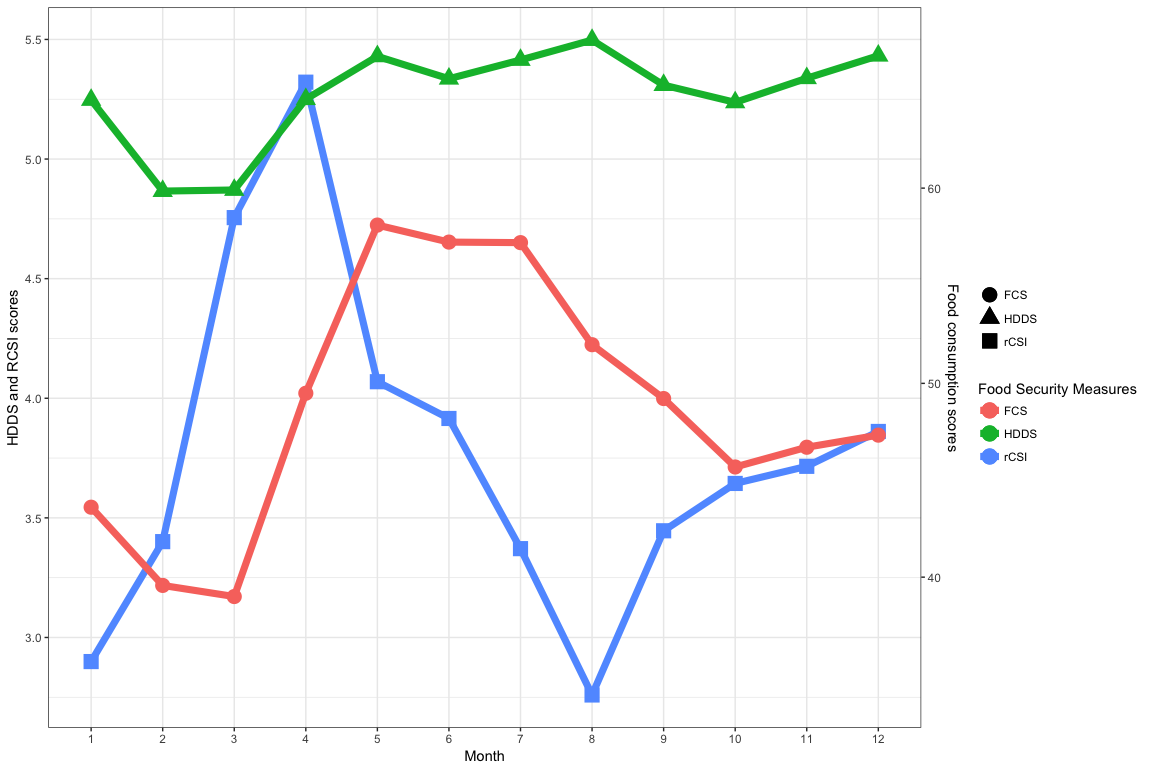 HDDS and RCSI scores
5.5
5.0
4.5
4.0
3.5
3.0
1 2 3 4 5 6 7 8 9 10 11 12
Month
60
50
40
Food consumption scores
FCS
HDDS
rCSI
Food Security Measures
FCS
HDDS
rCSI